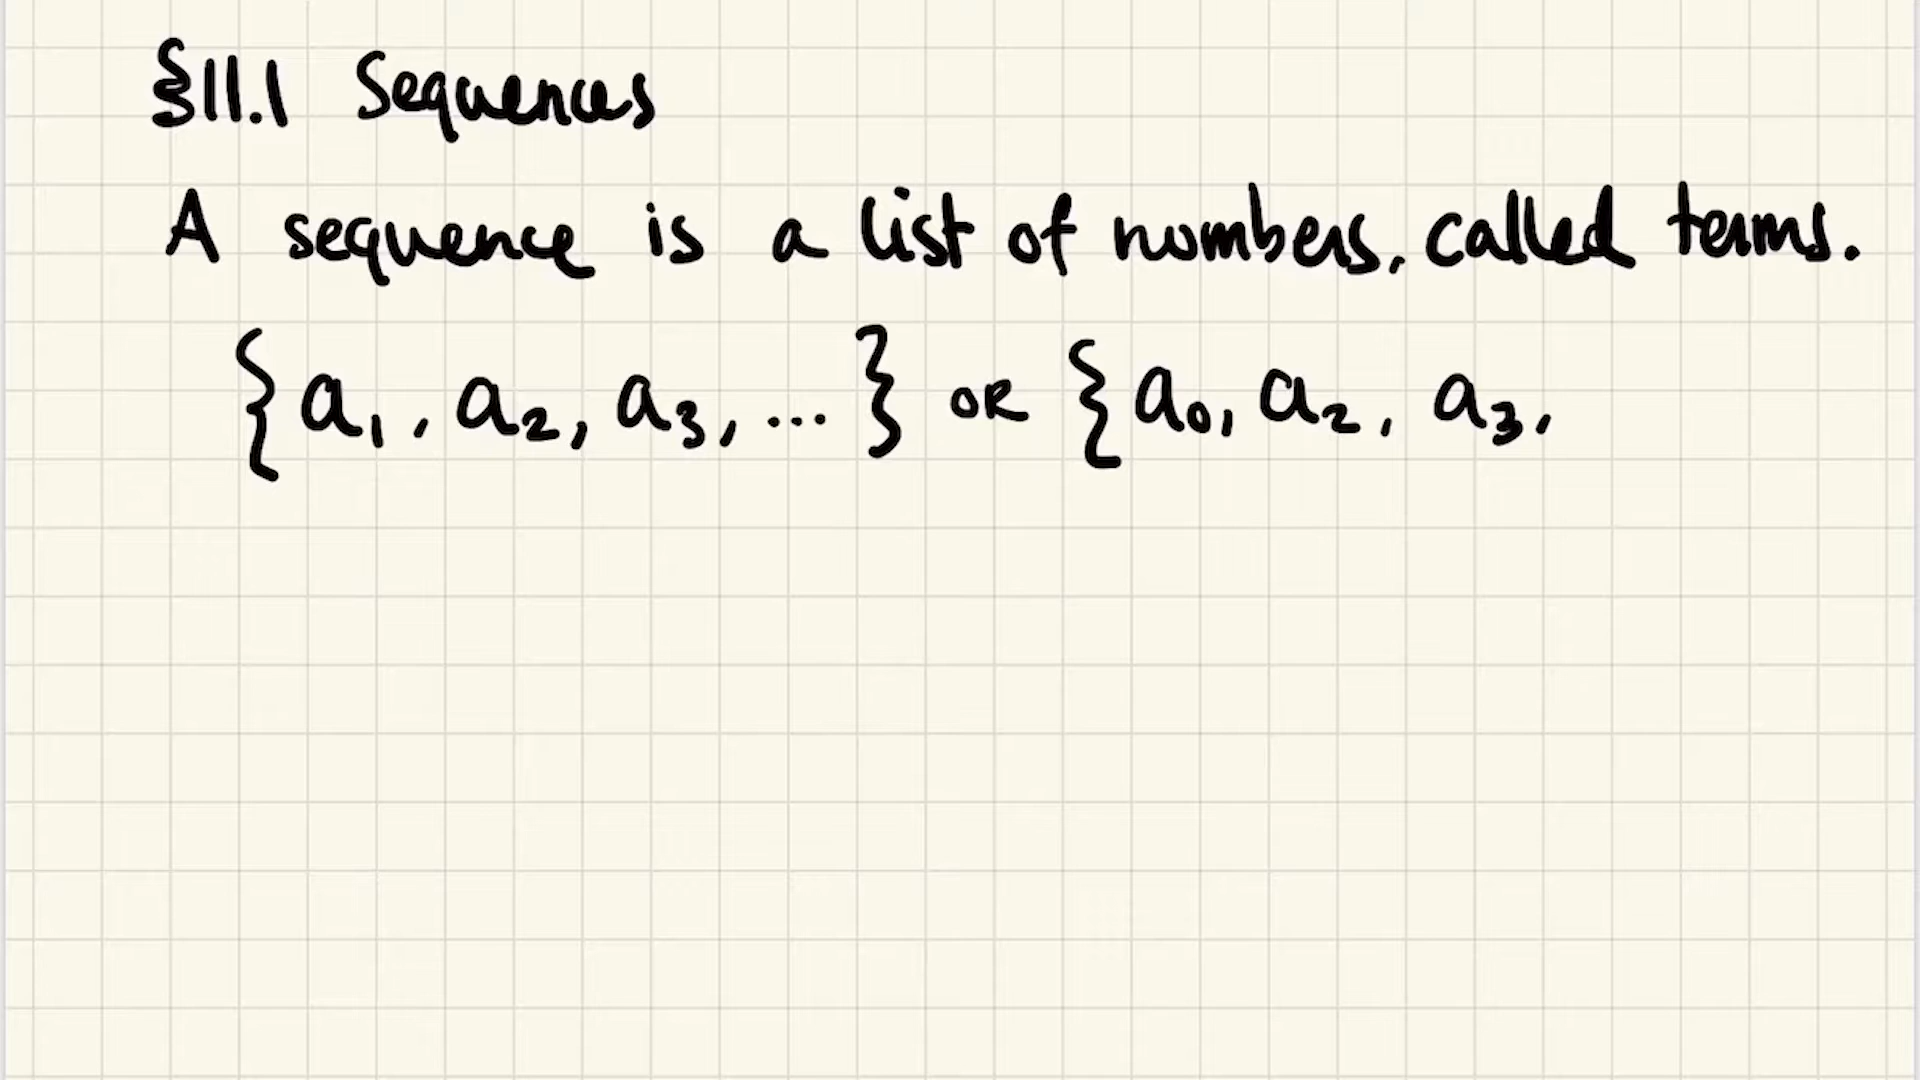 §11.1 Sequences
A sequence is a list of numbers, called terms.
{a₁, a₂, a₃, ...} OR {a₀, a₂, a₃,